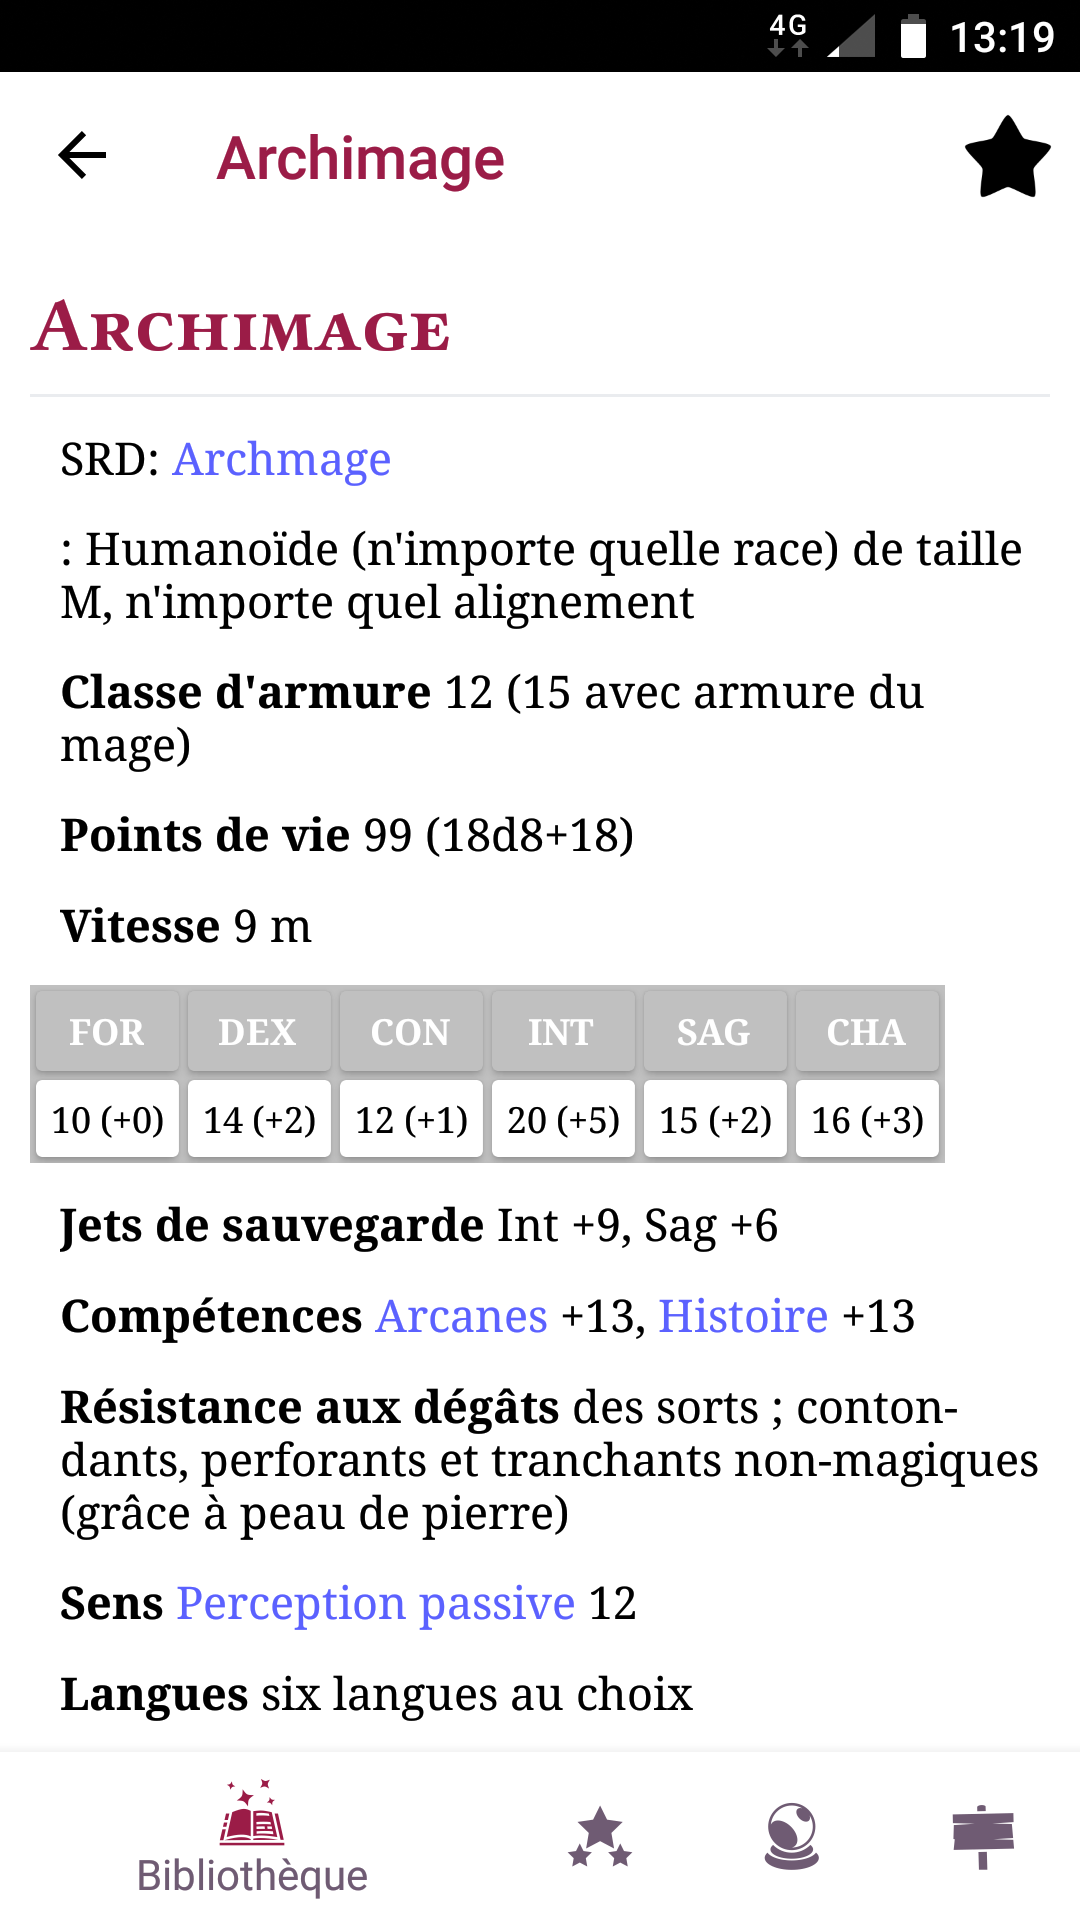 4G 13:19
Archimage
Archimage
SRD: Archmage
: Humanoïde (n'importe quelle race) de taille
M, n'importe quel alignement
Classe d'armure 12 (15 avec armure du
mage)
Points de vie 99 (18d8+18)
Vitesse 9 m
FOR DEX CON INT SAG CHA
10 (+0) 14 (+2) 12 (+1) 20 (+5) 15 (+2) 16 (+3)
Jets de sauvegarde Int +9, Sag +6
Compétences Arcanes +13, Histoire +13
Résistance aux dégâts des sorts ; conton-
dants, perforants et tranchants non-magiques
(grâce à peau de pierre)
Sens Perception passive 12
Langues six langues au choix
Bibliothèque